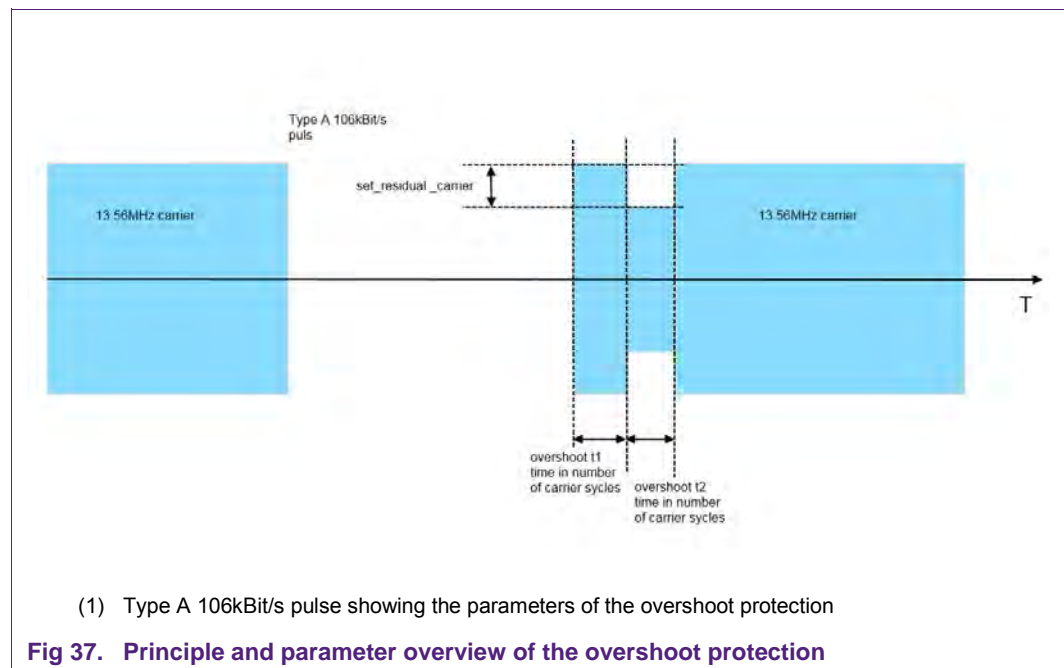 Type A 106kBit/s
puls
set_residual _carrier
13.56MHz carrier
13.56MHz carrier
T
overshoot t1
time in number
of carrier sycles
overshoot t2
time in number
of carrier sycles
(1) Type A 106kBit/s pulse showing the parameters of the overshoot protection
Fig 37. Principle and parameter overview of the overshoot protection